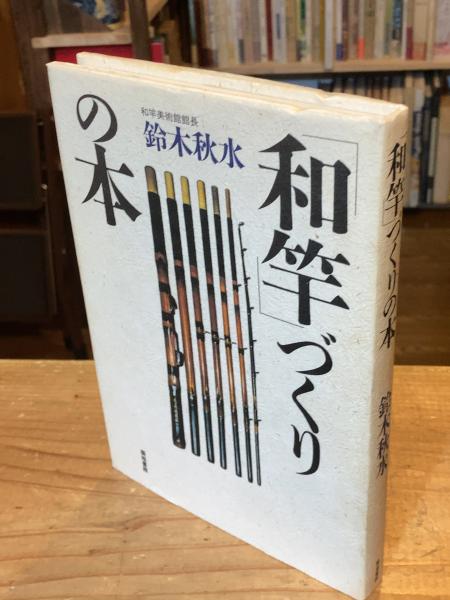 「和竿」づくり
の本
和竿美術館館長
鈴木秋水
「和竿」づくりの本
鈴木秋水